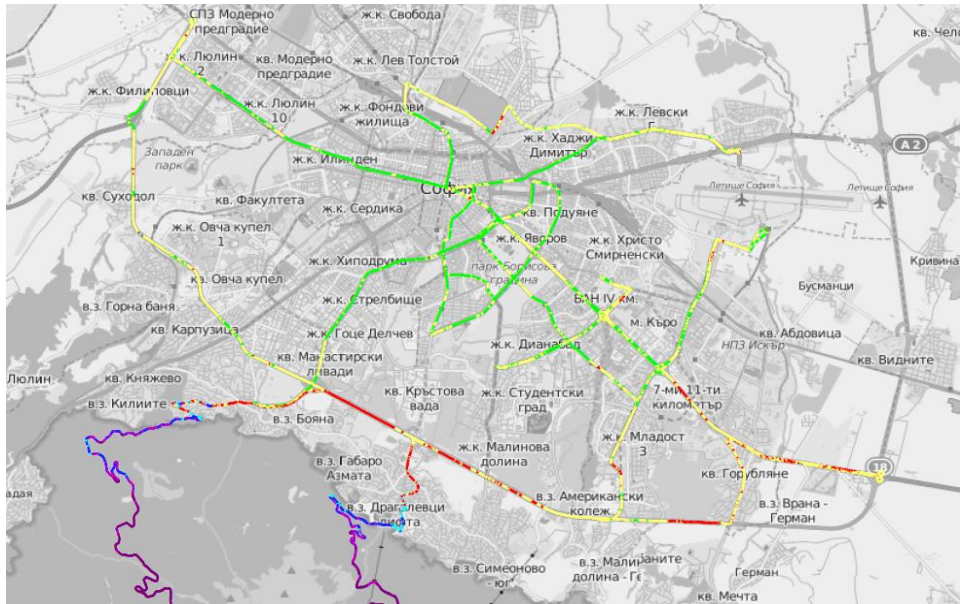 СПЗ Модерно
предградие
ж.к. Свобода
к. Люлин
2
кв. Модерно
предградие
ж.к. Лев Толстой
ж.к. Филиповци
ж.к. Люлин
10
ж.к. Фондови
жилища
ж.к. Левски
Г
ж.к. Хаджи
Димитър
А 2
Западен
парк
ж.к. Илинден
София
Летище София
Летище София
кв. Суходол
кв. Факултета
ж.к. Сердика
кв. Подуяне
ж.к. Овча купел
1
ж.к. Яворов
ж.к. Христо
Смирненски
ж.к. Хиподрума
парк Борисова
градина
Кривина
кв. Овча купел
Бусманци
в.з. Горна баня
ж.к. Стрелбище
БАН IV км.
м. Къро
кв. Карпузица
ж.к. Гоце Делчев
ж.к. Дианабад
НПЗ Искър
кв. Абдовица
кв. Манастирски
ливади
кв. Видните
Люлин
кв. Княжево
кв. Кръстова
вада
ж.к. Студентски
град
7-ми 11-ти
километър
в.з. Килиите
в.з. Бояна
ж.к. Младост
3
ж.к. Малинова
долина
в.з. Габаро
Азмата
кв. Горубляне
18
в.з. Американски
колеж
в.з. Врана -
Герман
в.з. Драгалевци
лифта
в.з. Симеоново
- юг
долина - Ге
Герман
кв. Мечта